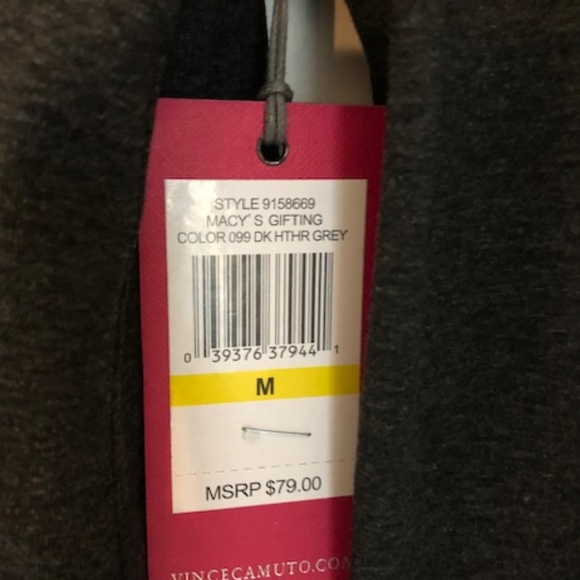 STYLE 9158669
MACY'S GIFTING
COLOR 099 DK HTHR GREY
0 39376 37944 1
M
MSRP $79.00
VINCECAMUTO.COM